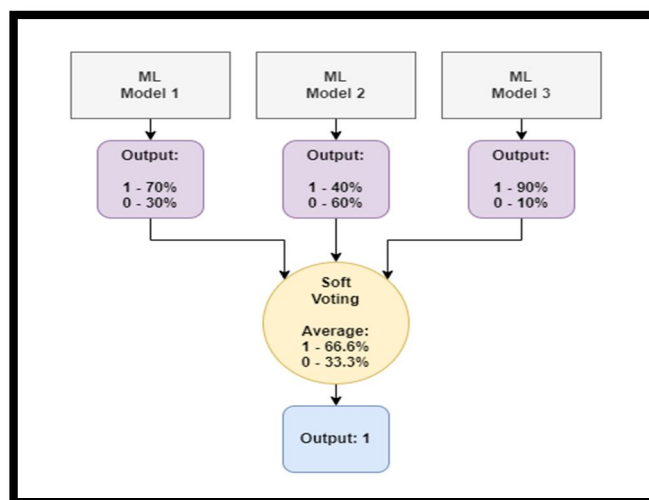 ML
Model 1
ML
Model 2
ML
Model 3
Output:
1 - 70%
0 - 30%
Output:
1 - 40%
0 - 60%
Output:
1 - 90%
0 - 10%
Soft
Voting
Average:
1 - 66.6%
0 - 33.3%
Output: 1